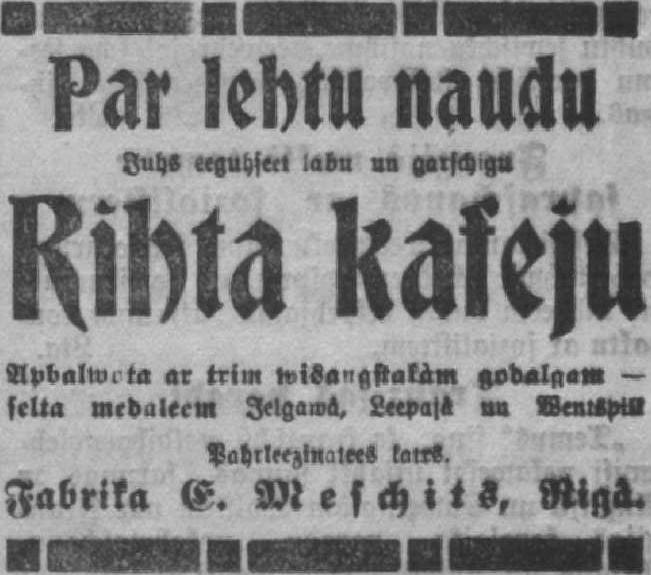 Par lehtu naudu
Juhs eeguhseet labu un garschigu
Rihta kafeju
Apbalwota ar trim wisaugstakàm godalgam —
selta medaleem Jelgawâ, Leepajâ un Wentspilî
Pahrleezinatees katrs.
Fabrika E. Meschits, Rigâ.